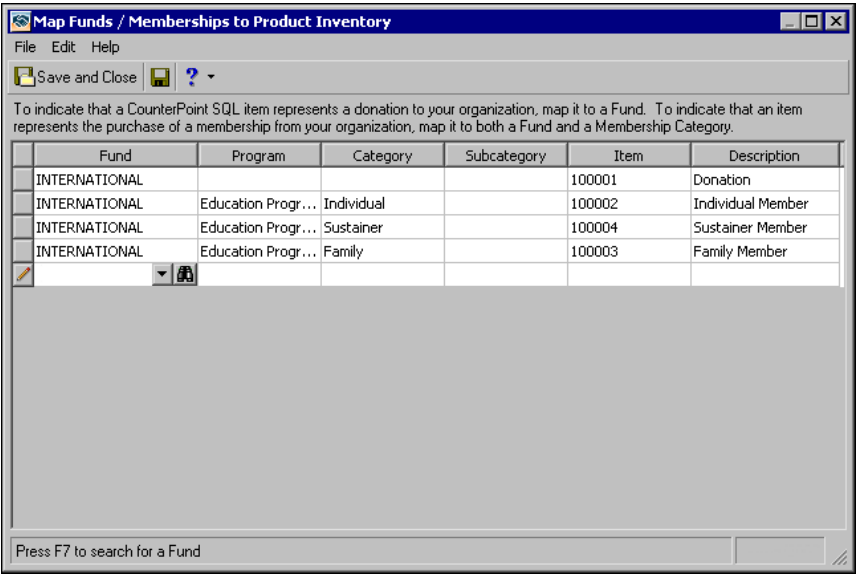 Map Funds / Memberships to Product Inventory
File Edit Help
Save and Close ?
To indicate that a CounterPoint SQL item represents a donation to your organization, map it to a Fund. To indicate that an item
represents the purchase of a membership from your organization, map it to both a Fund and a Membership Category.
Fund Program Category Subcategory Item Description
INTERNATIONAL 100001 Donation
INTERNATIONAL Education Progr... Individual 100002 Individual Member
INTERNATIONAL Education Progr... Sustainer 100004 Sustainer Member
INTERNATIONAL Education Progr... Family 100003 Family Member
Press F7 to search for a Fund